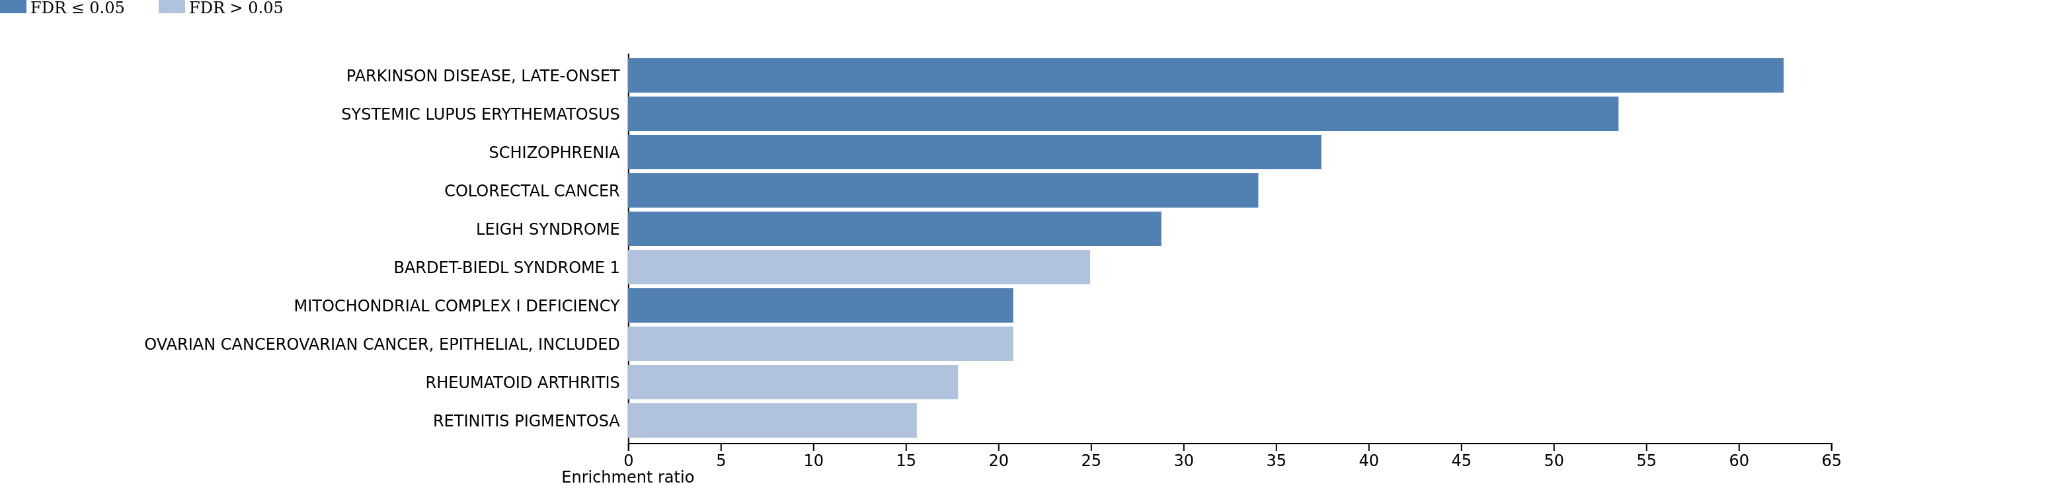 FDR ≤ 0.05 FDR > 0.05
PARKINSON DISEASE, LATE-ONSET
SYSTEMIC LUPUS ERYTHEMATOSUS
SCHIZOPHRENIA
COLORECTAL CANCER
LEIGH SYNDROME
BARDET-BIEDL SYNDROME 1
MITOCHONDRIAL COMPLEX I DEFICIENCY
OVARIAN CANCEROVARIAN CANCER, EPITHELIAL, INCLUDED
RHEUMATOID ARTHRITIS
RETINITIS PIGMENTOSA
0 5 10 15 20 25 30 35 40 45 50 55 60 65
Enrichment ratio